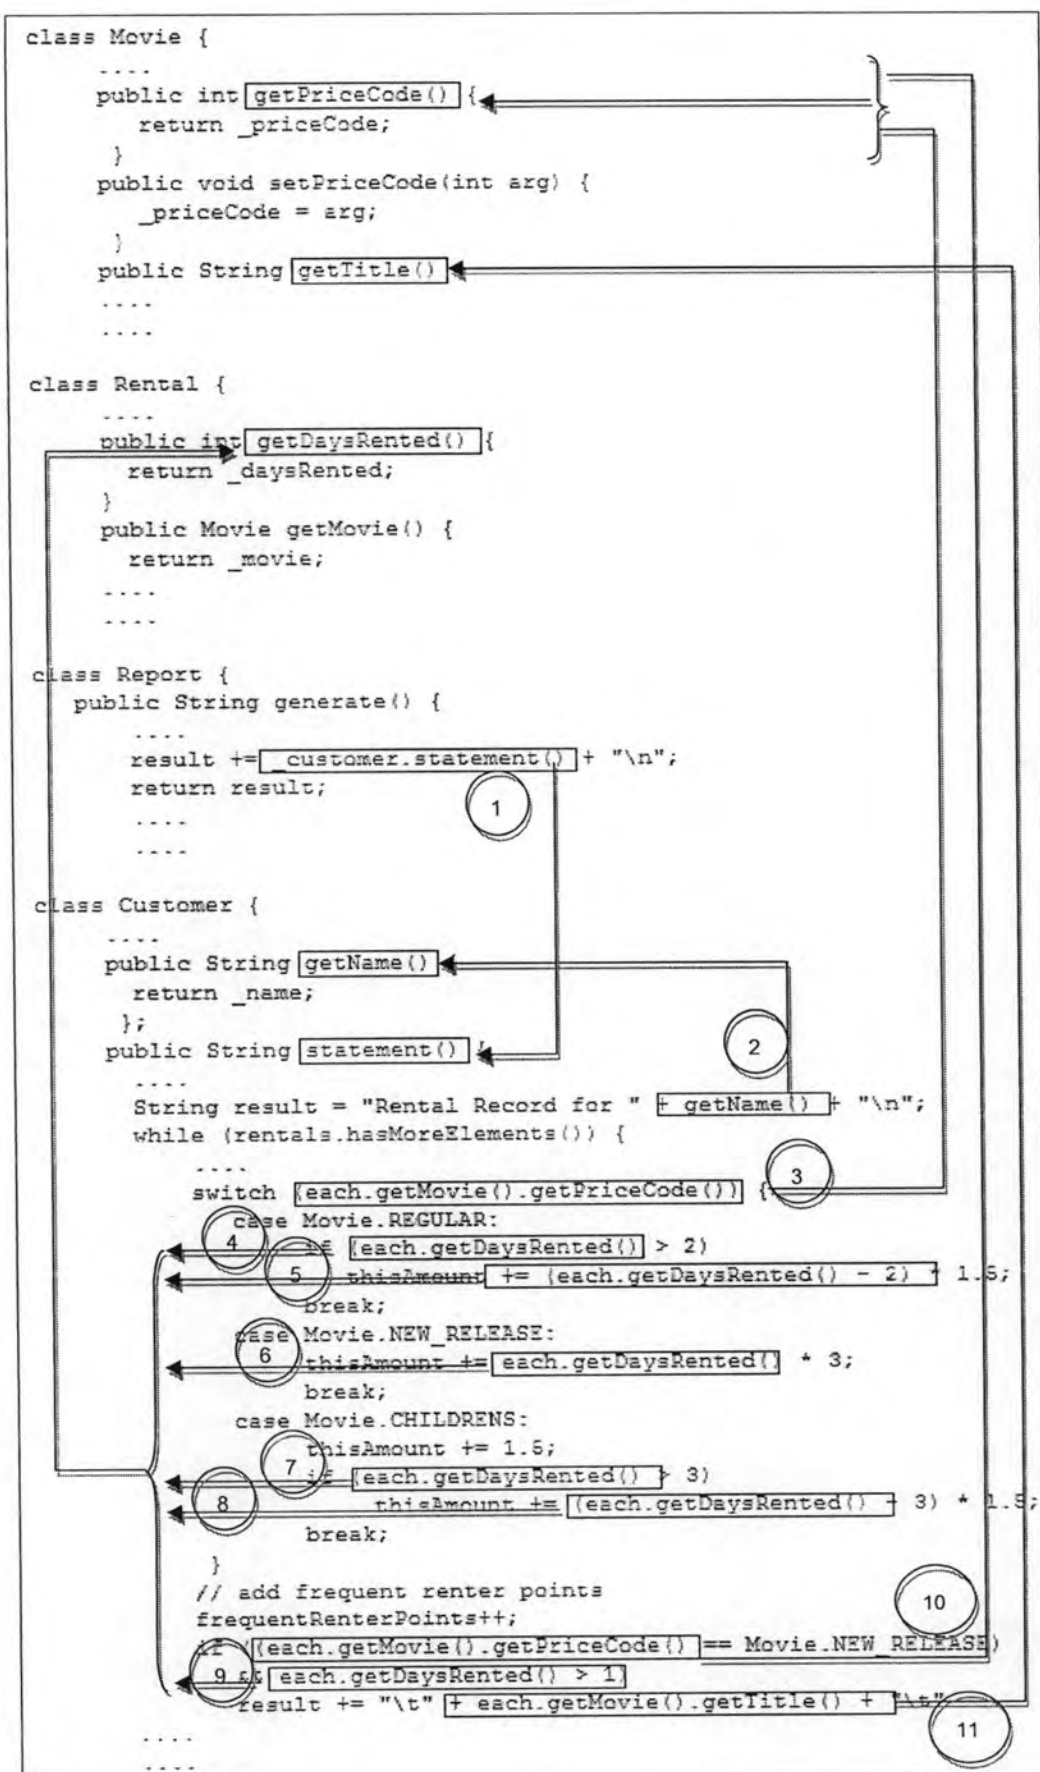 class Movie {
....
public int getPriceCode() {
return _priceCode;
}
public void setPriceCode(int arg) {
_priceCode = arg;
}
public String getTitle()
....
....
class Rental {
....
public int getDaysRented() {
return _daysRented;
}
public Movie getMovie() {
return _movie;
....
....
class Report {
public String generate() {
....
result += _customer.statement() + "\n";
return result;
1
....
....
class Customer {
....
public String getName()
return _name;
};
public String statement() {
2
....
String result = "Rental Record for " + getName() + "\n";
while (rentals.hasMoreElements()) {
....
3
switch (each.getMovie().getPriceCode()) {
case Movie.REGULAR:
4 if (each.getDaysRented() > 2)
5 thisAmount += (each.getDaysRented() - 2) * 1.5;
break;
case Movie.NEW_RELEASE:
6 thisAmount += each.getDaysRented() * 3;
break;
case Movie.CHILDRENS:
thisAmount += 1.5;
7 if (each.getDaysRented() > 3)
8 thisAmount += (each.getDaysRented() - 3) * 1.5;
break;
}
// add frequent renter points
frequentRenterPoints++;
10
if ((each.getMovie().getPriceCode() == Movie.NEW_RELEASE)
9 && each.getDaysRented() > 1)
result += "\t" + each.getMovie().getTitle() + "\t"
11
....
....